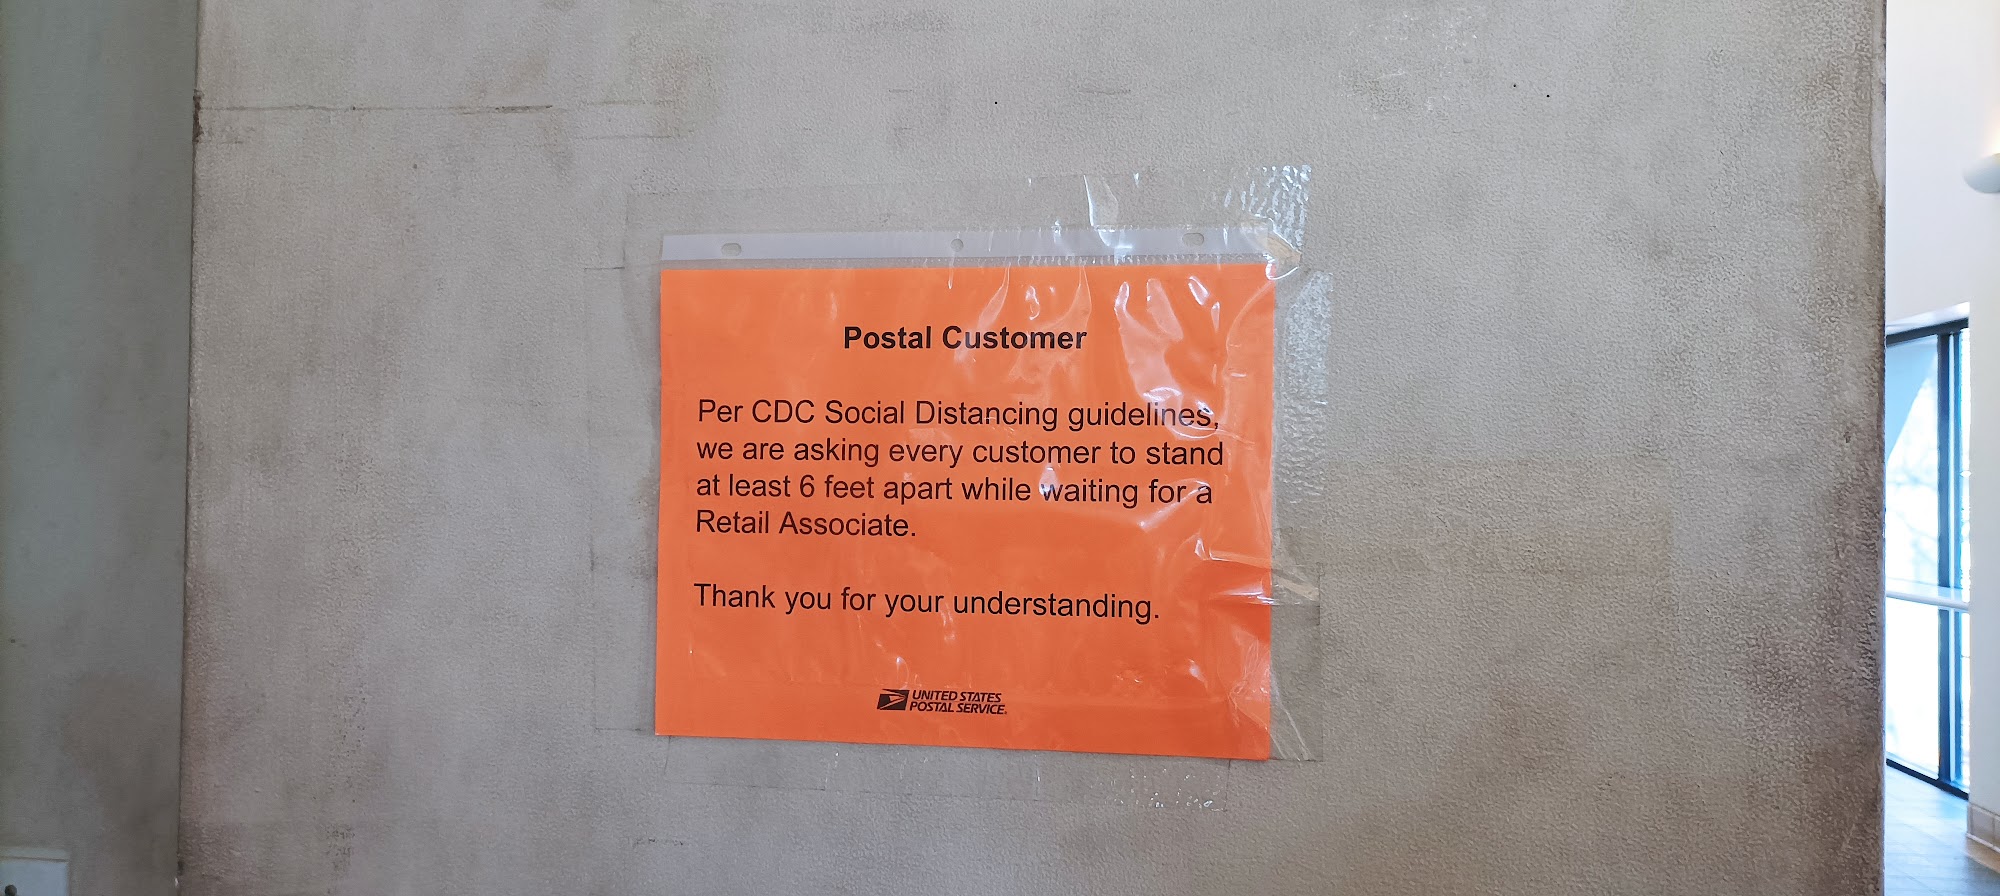 Postal Customer
Per CDC Social Distancing guidelines,
we are asking every customer to stand
at least 6 feet apart while waiting for a
Retail Associate.
Thank you for your understanding.
UNITED STATES
POSTAL SERVICE.